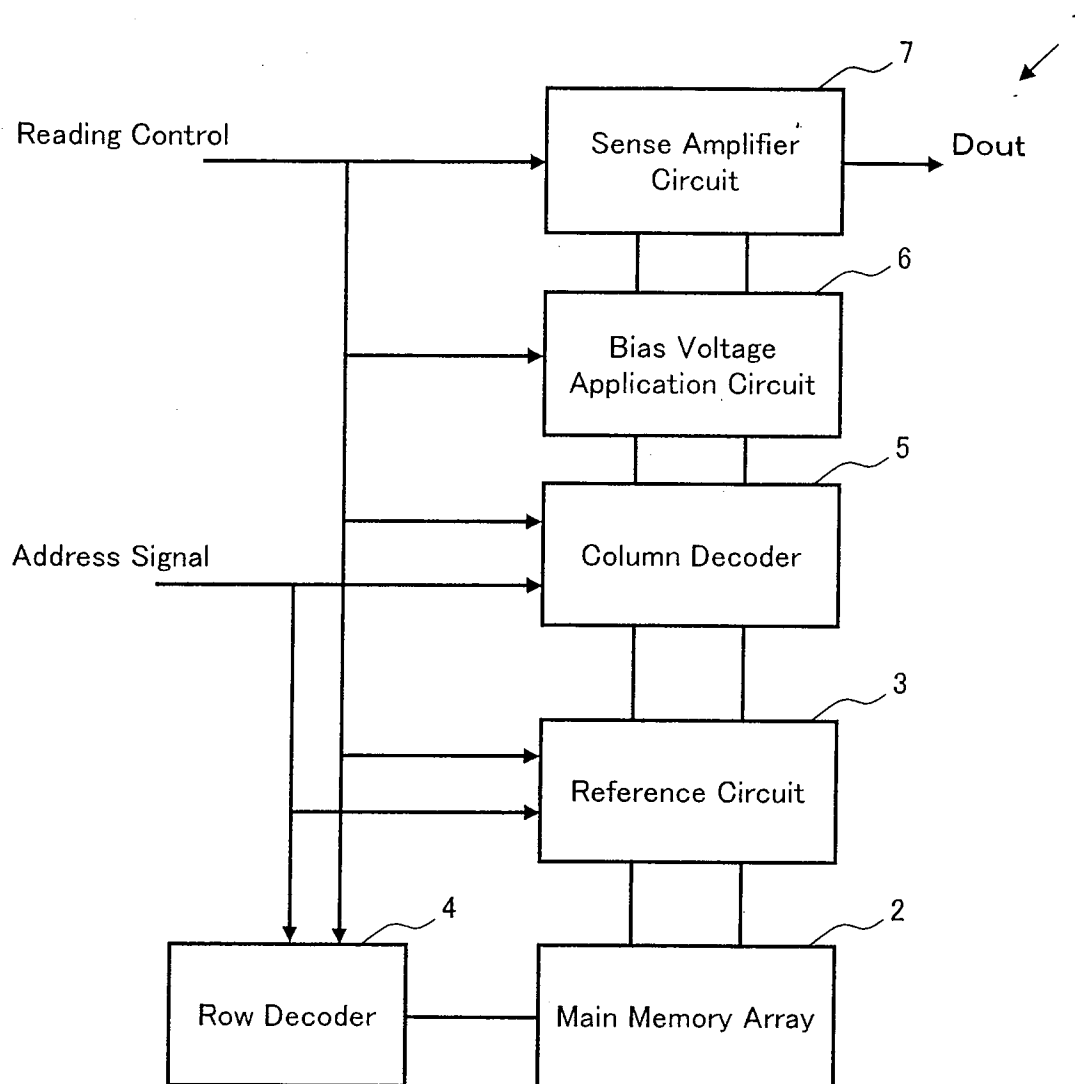 7
Reading Control
Sense Amplifier
Circuit
Dout
6
Bias Voltage
Application Circuit
5
Address Signal
Column Decoder
3
Reference Circuit
4
2
Row Decoder
Main Memory Array